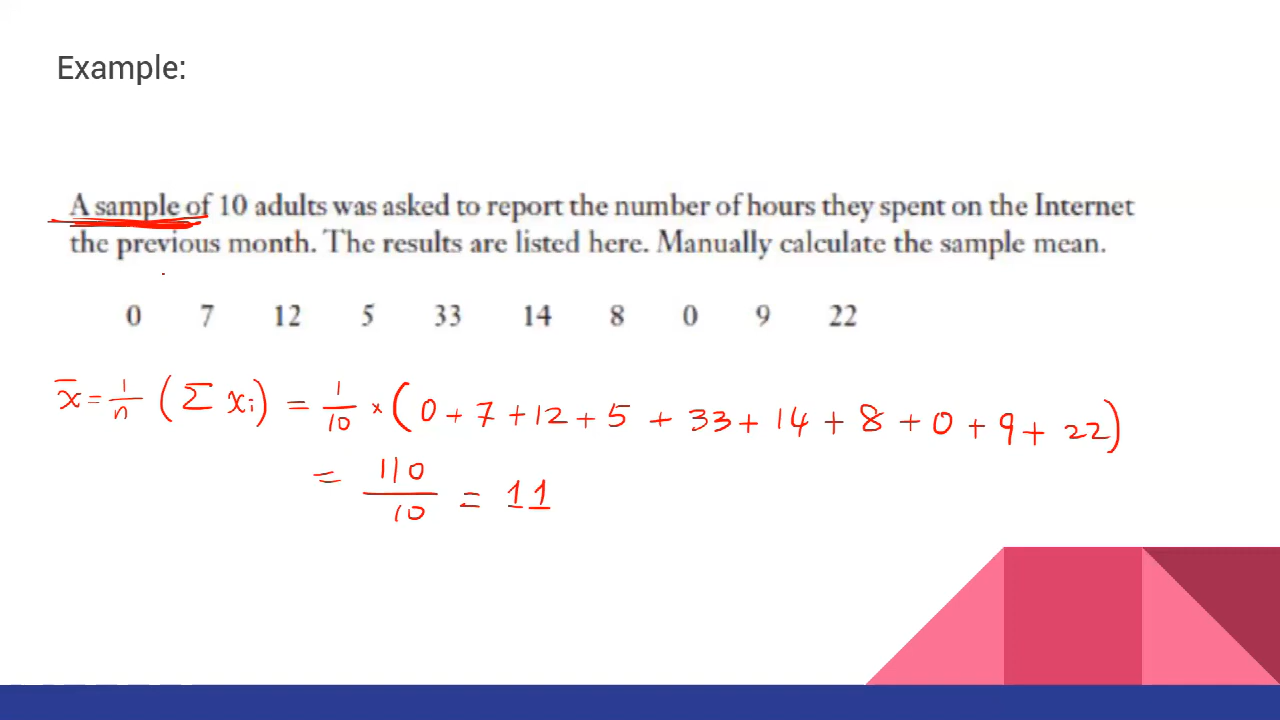 Example:
A sample of 10 adults was asked to report the number of hours they spent on the Internet
the previous month. The results are listed here. Manually calculate the sample mean.
0 7 12 5 33 14 8 0 9 22
x̄ = 1/n (Σ xi) = 1/10 × (0 + 7 + 12 + 5 + 33 + 14 + 8 + 0 + 9 + 22)
= 110/10 = 11